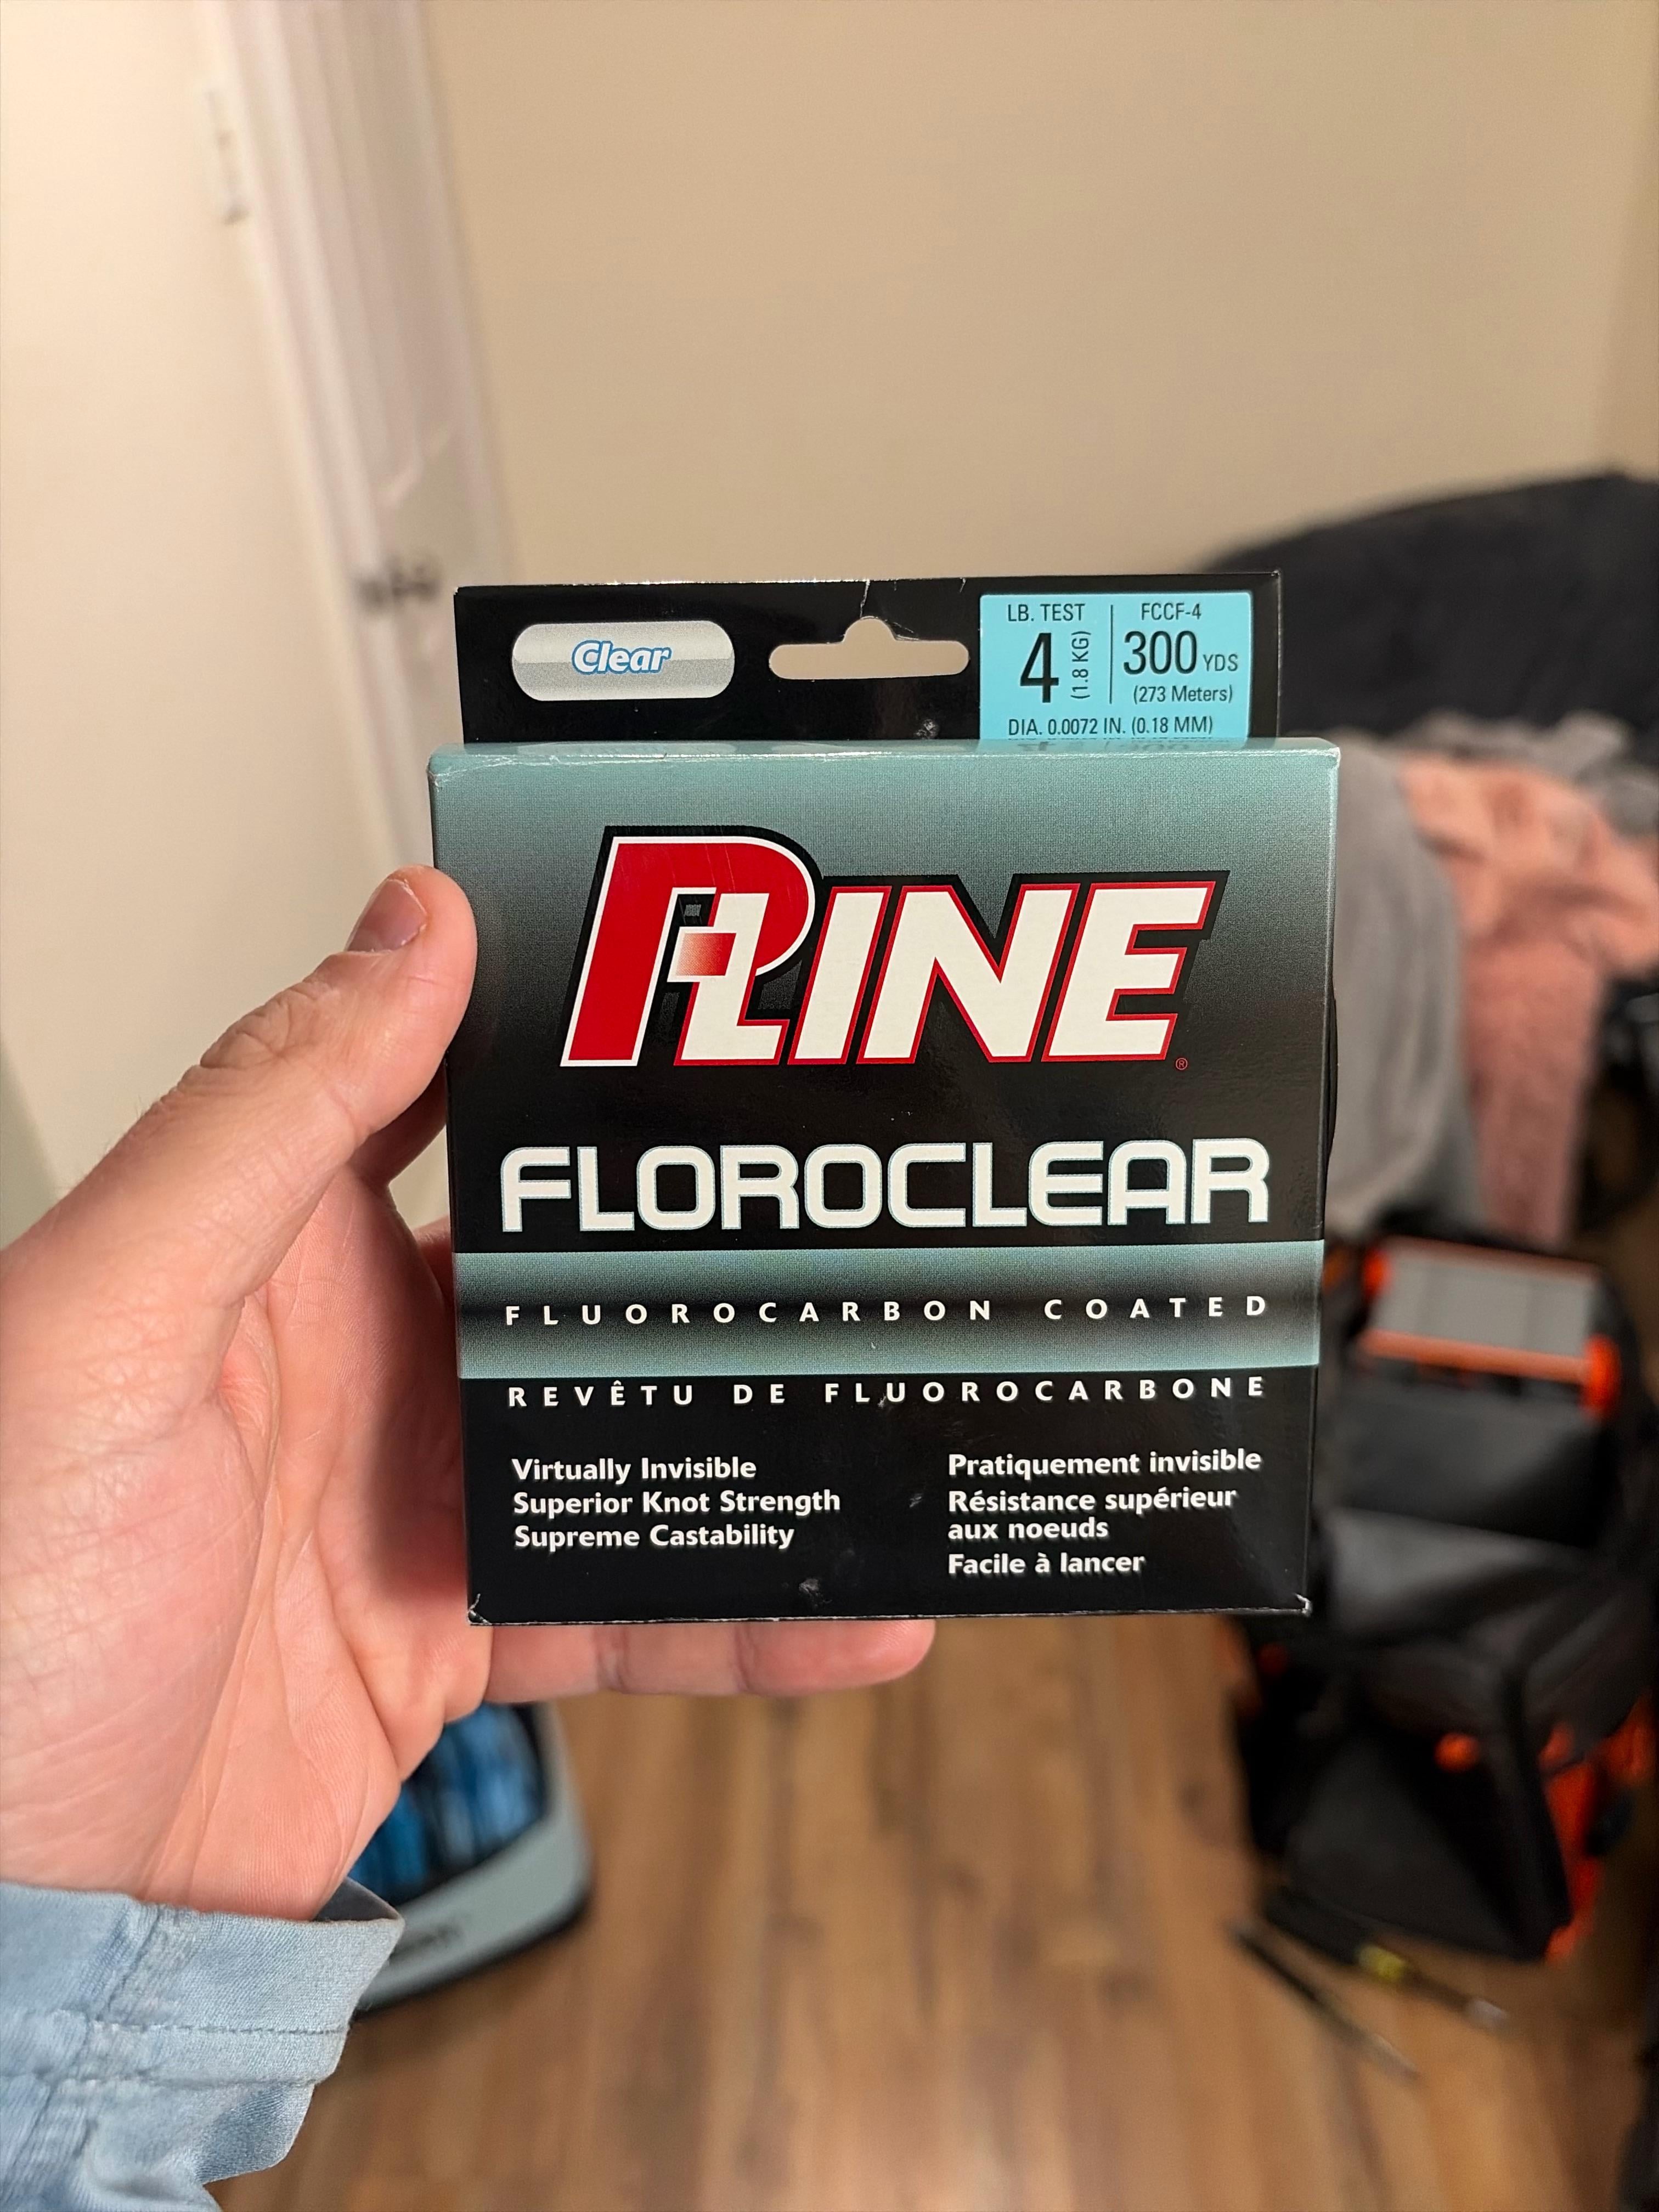 Clear
LB. TEST
4 (1.8 KG)
FCCF-4
300 YDS
(273 Meters)
DIA. 0.0072 IN. (0.18 MM)
PLINE®
FLOROCLEAR
FLUOROCARBON COATED
REVÊTU DE FLUOROCARBONE
Virtually Invisible
Superior Knot Strength
Supreme Castability
Pratiquement invisible
Résistance supérieur
aux noeuds
Facile à lancer